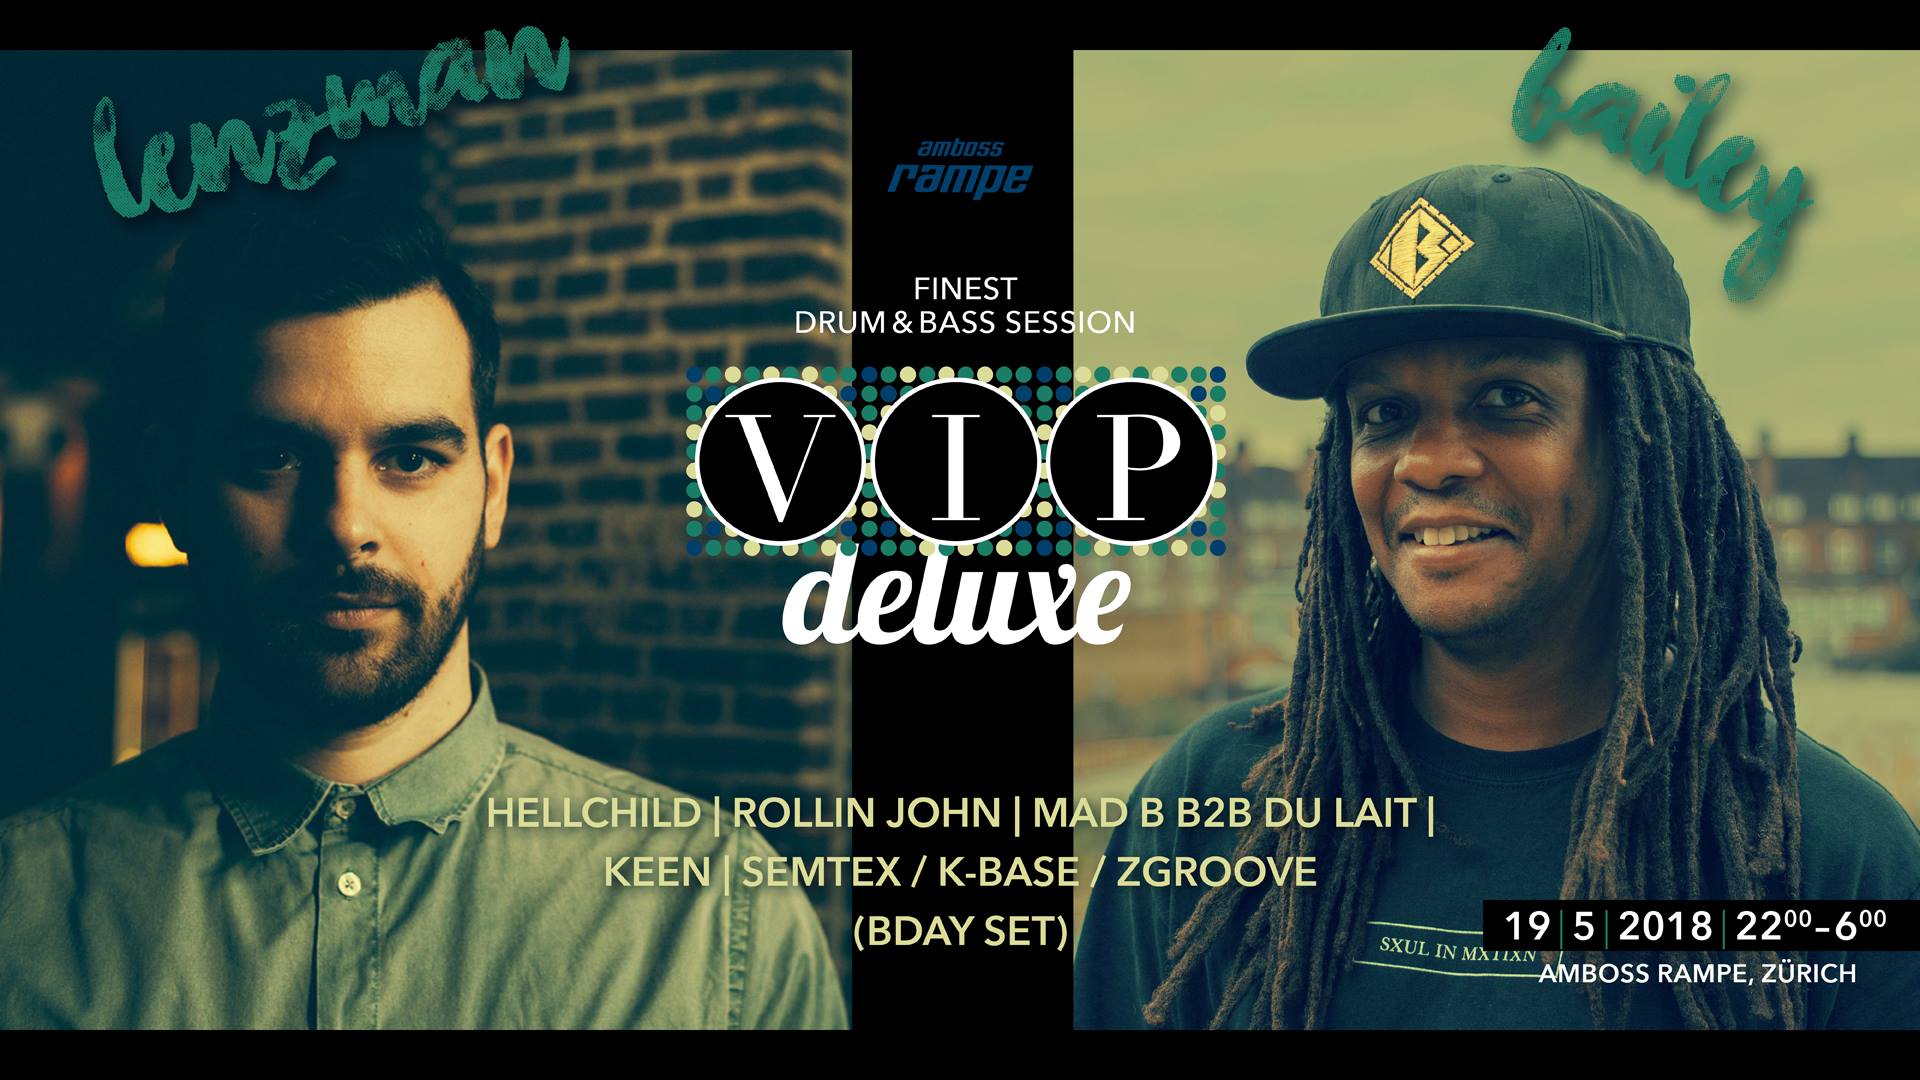 lenzman
bailey
amboss
rampe
FINEST
DRUM & BASS SESSION
B
VIP
deluxe
HELLCHILD | ROLLIN JOHN | MAD B B2B DU LAIT |
KEEN | SEMTEX / K-BASE / ZGROOVE
(BDAY SET)
SXUL IN MXTIXN
19 | 5 | 2018 | 22⁰⁰–6⁰⁰
AMBOSS RAMPE, ZÜRICH